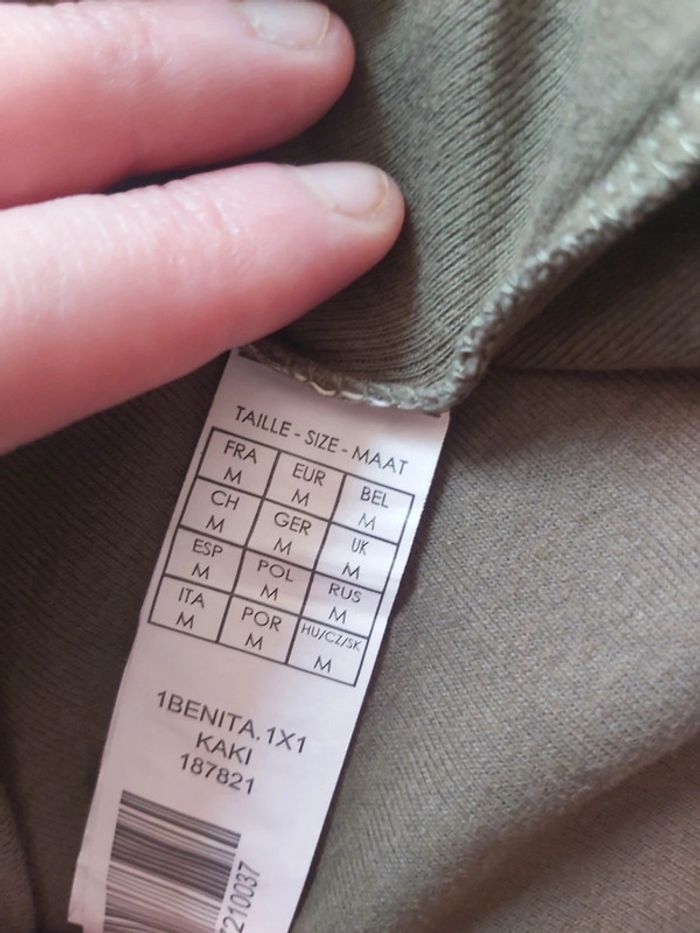 TAILLE - SIZE - MAAT
FRA EUR BEL
M M M
CH GER UK
M M M
ESP POL RUS
M M M
ITA POR HU/CZ/SK
M M M
1BENITA.1X1
KAKI
187821
210037